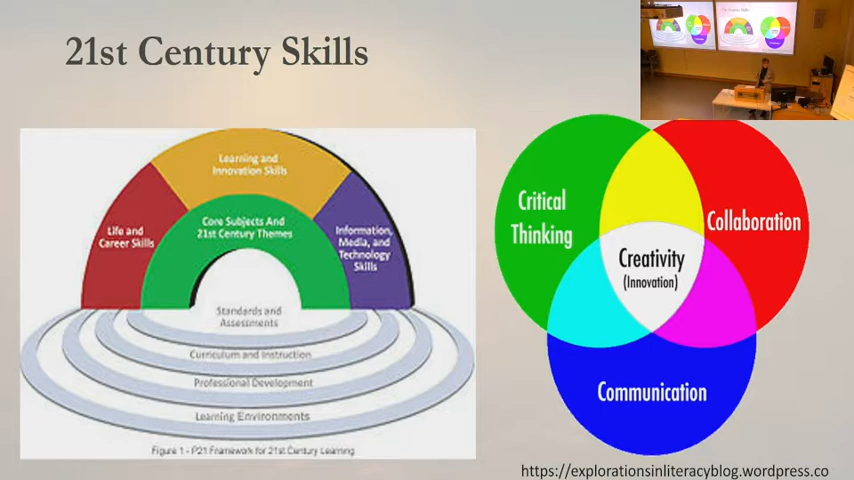 21st Century Skills
Learning and
Innovation Skills
Life and
Career Skills
Core Subjects And
21st Century Themes
Information,
Media, and
Technology
Skills
Standards and
Assessments
Curriculum and Instruction
Professional Development
Learning Environments
Figure 1 - P21 Framework for 21st Century Learning
Critical
Thinking
Collaboration
Creativity
(Innovation)
Communication
https://explorationsinliteracyblog.wordpress.co